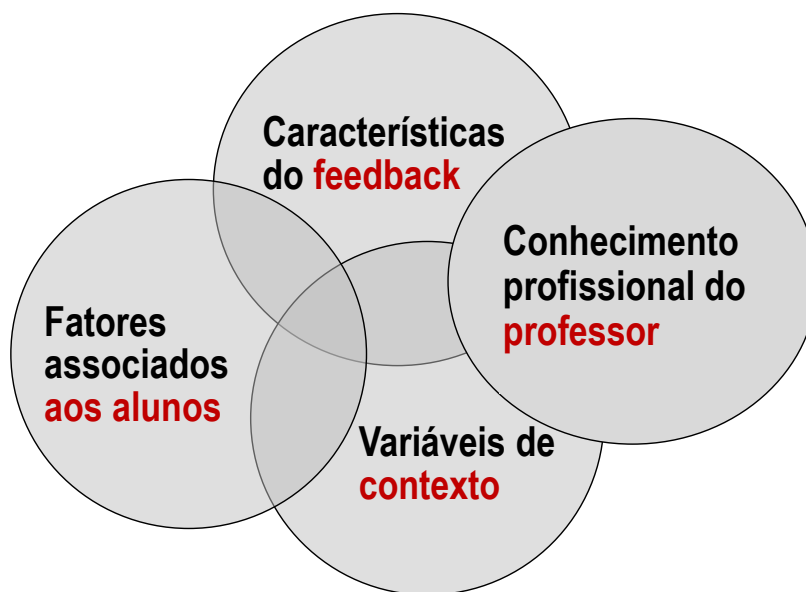 Características
do feedback
Conhecimento
profissional do
professor
Fatores
associados
aos alunos
Variáveis de
contexto